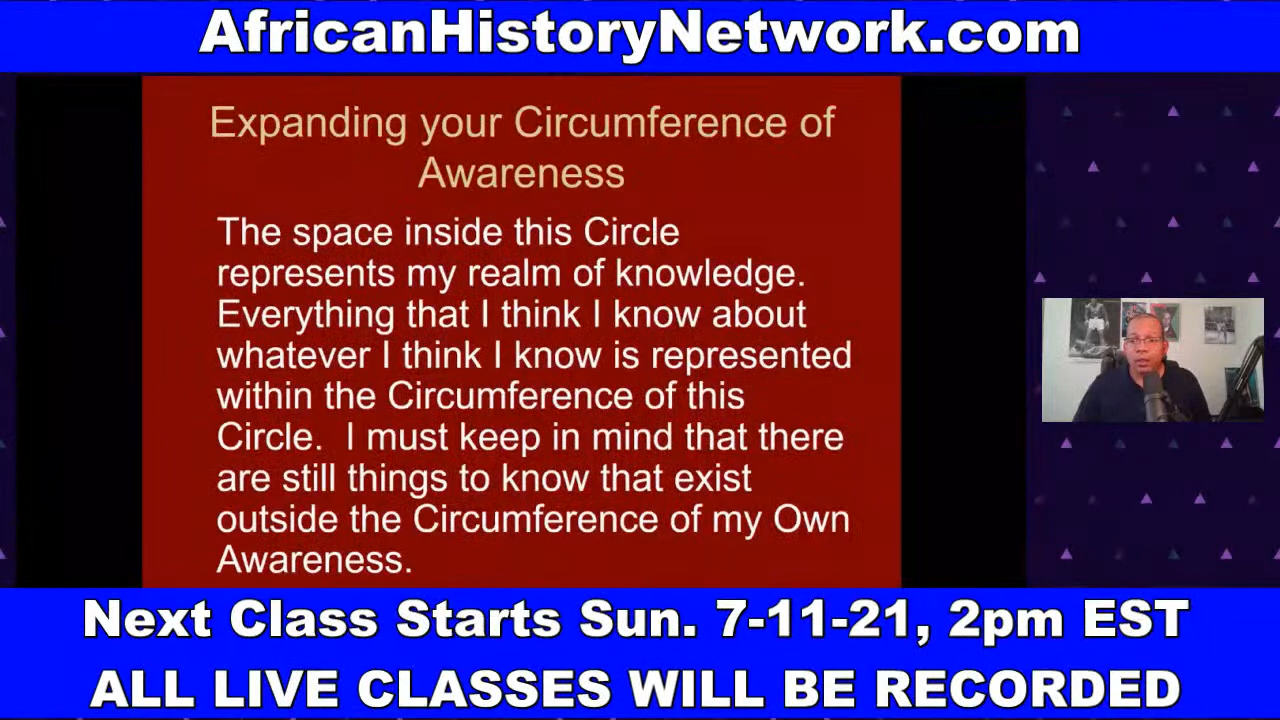 AfricanHistoryNetwork.com
Expanding your Circumference of
Awareness
The space inside this Circle
represents my realm of knowledge.
Everything that I think I know about
whatever I think I know is represented
within the Circumference of this
Circle.  I must keep in mind that there
are still things to know that exist
outside the Circumference of my Own
Awareness.
Next Class Starts Sun. 7-11-21, 2pm EST
ALL LIVE CLASSES WILL BE RECORDED